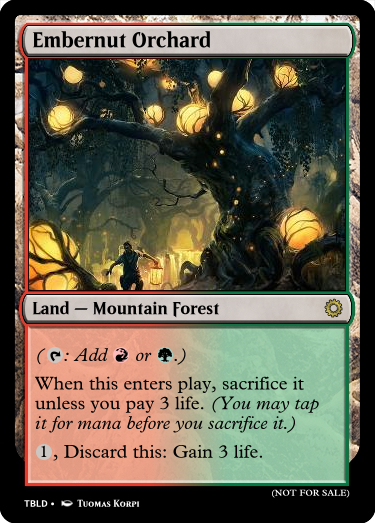 Embernut Orchard
Land — Mountain Forest
(T: Add R or G.)
When this enters play, sacrifice it
unless you pay 3 life. (You may tap
it for mana before you sacrifice it.)
1, Discard this: Gain 3 life.
(NOT FOR SALE)
TBLD • Tuomas Korpi